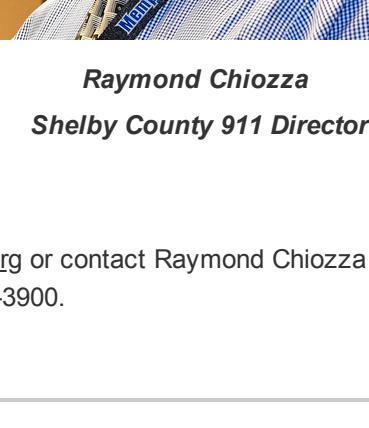 Raymond Chiozza
Shelby County 911 Director
rg or contact Raymond Chiozza
-3900.